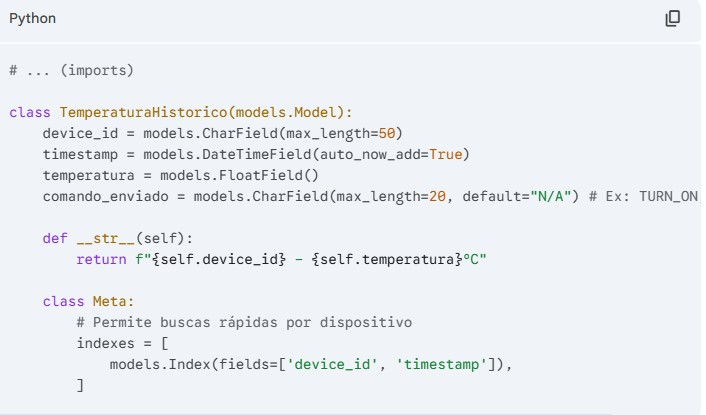 Python
# ... (imports)
class TemperaturaHistorico(models.Model):
    device_id = models.CharField(max_length=50)
    timestamp = models.DateTimeField(auto_now_add=True)
    temperatura = models.FloatField()
    comando_enviado = models.CharField(max_length=20, default="N/A") # Ex: TURN_ON
    def __str__(self):
        return f"{self.device_id} - {self.temperatura}°C"
    class Meta:
        # Permite buscas rápidas por dispositivo
        indexes = [
            models.Index(fields=['device_id', 'timestamp']),
        ]